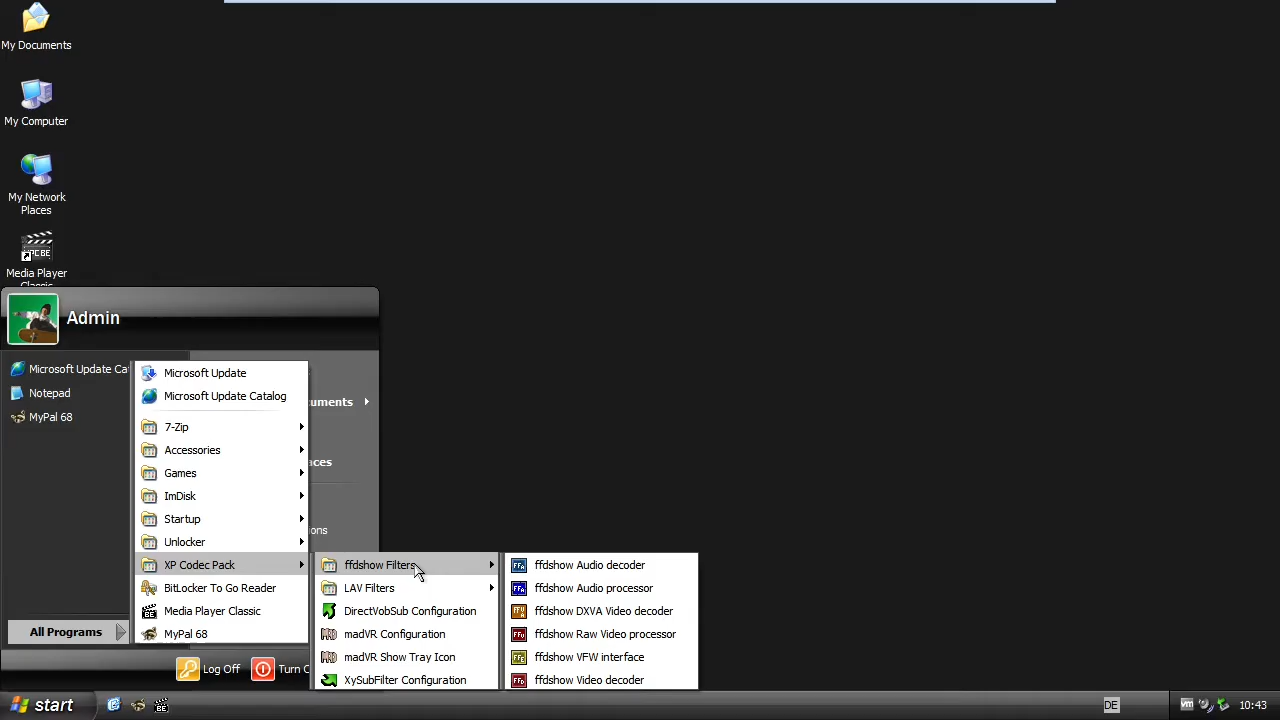 My Documents
My Computer
My Network
Places
Media Player
Classic
Admin
Microsoft Update Ca
Notepad
MyPal 68
All Programs
Log Off
Turn C
uments
aces
ions
Microsoft Update
Microsoft Update Catalog
7-Zip
Accessories
Games
ImDisk
Startup
Unlocker
XP Codec Pack
BitLocker To Go Reader
Media Player Classic
MyPal 68
ffdshow Filters
LAV Filters
DirectVobSub Configuration
madVR Configuration
madVR Show Tray Icon
XySubFilter Configuration
ffdshow Audio decoder
ffdshow Audio processor
ffdshow DXVA Video decoder
ffdshow Raw Video processor
ffdshow VFW interface
ffdshow Video decoder
start
DE
10:43